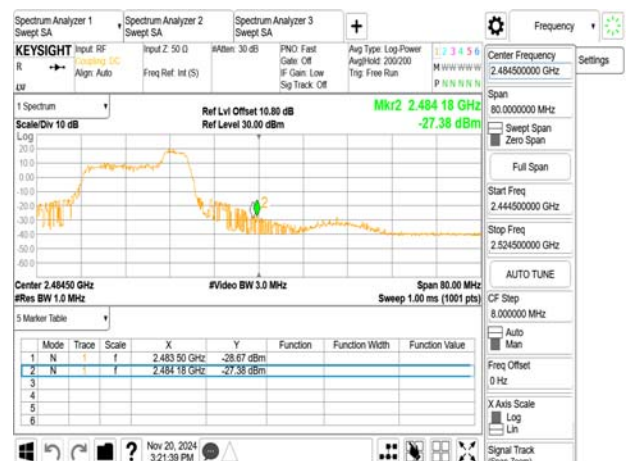 Spectrum Analyzer 1
Swept SA
Spectrum Analyzer 2
Swept SA
Spectrum Analyzer 3
Swept SA
+
Frequency
KEYSIGHT
R
LV
Input: RF
Coupling: DC
Align: Auto
Input Z: 50 Ω
Freq Ref: Int (S)
#Atten: 30 dB
PNO: Fast
Gate: Off
IF Gain: Low
Sig Track: Off
Avg Type: Log-Power
Avg|Hold: 200/200
Trig: Free Run
1 2 3 4 5 6
M W W W W W
P N N N N N
1 Spectrum
Scale/Div 10 dB
Ref Lvl Offset 10.80 dB
Ref Level 30.00 dBm
Mkr2 2.484 18 GHz
-27.38 dBm
Log
20.0
10.0
0.00
-10.0
-20.0
-30.0
-40.0
-50.0
-60.0
2
Center 2.48450 GHz
#Res BW 1.0 MHz
#Video BW 3.0 MHz
Span 80.00 MHz
Sweep 1.00 ms (1001 pts)
5 Marker Table
Mode Trace Scale X Y Function Function Width Function Value
1 N 1 f 2.483 50 GHz -28.67 dBm
2 N 1 f 2.484 18 GHz -27.38 dBm
3
4
5
6
?
Nov 20, 2024
3:21:39 PM
Settings
Center Frequency
2.484500000 GHz
Span
80.0000000 MHz
Swept Span
Zero Span
Full Span
Start Freq
2.444500000 GHz
Stop Freq
2.524500000 GHz
AUTO TUNE
CF Step
8.000000 MHz
Auto
Man
Freq Offset
0 Hz
X Axis Scale
Log
Lin
Signal Track